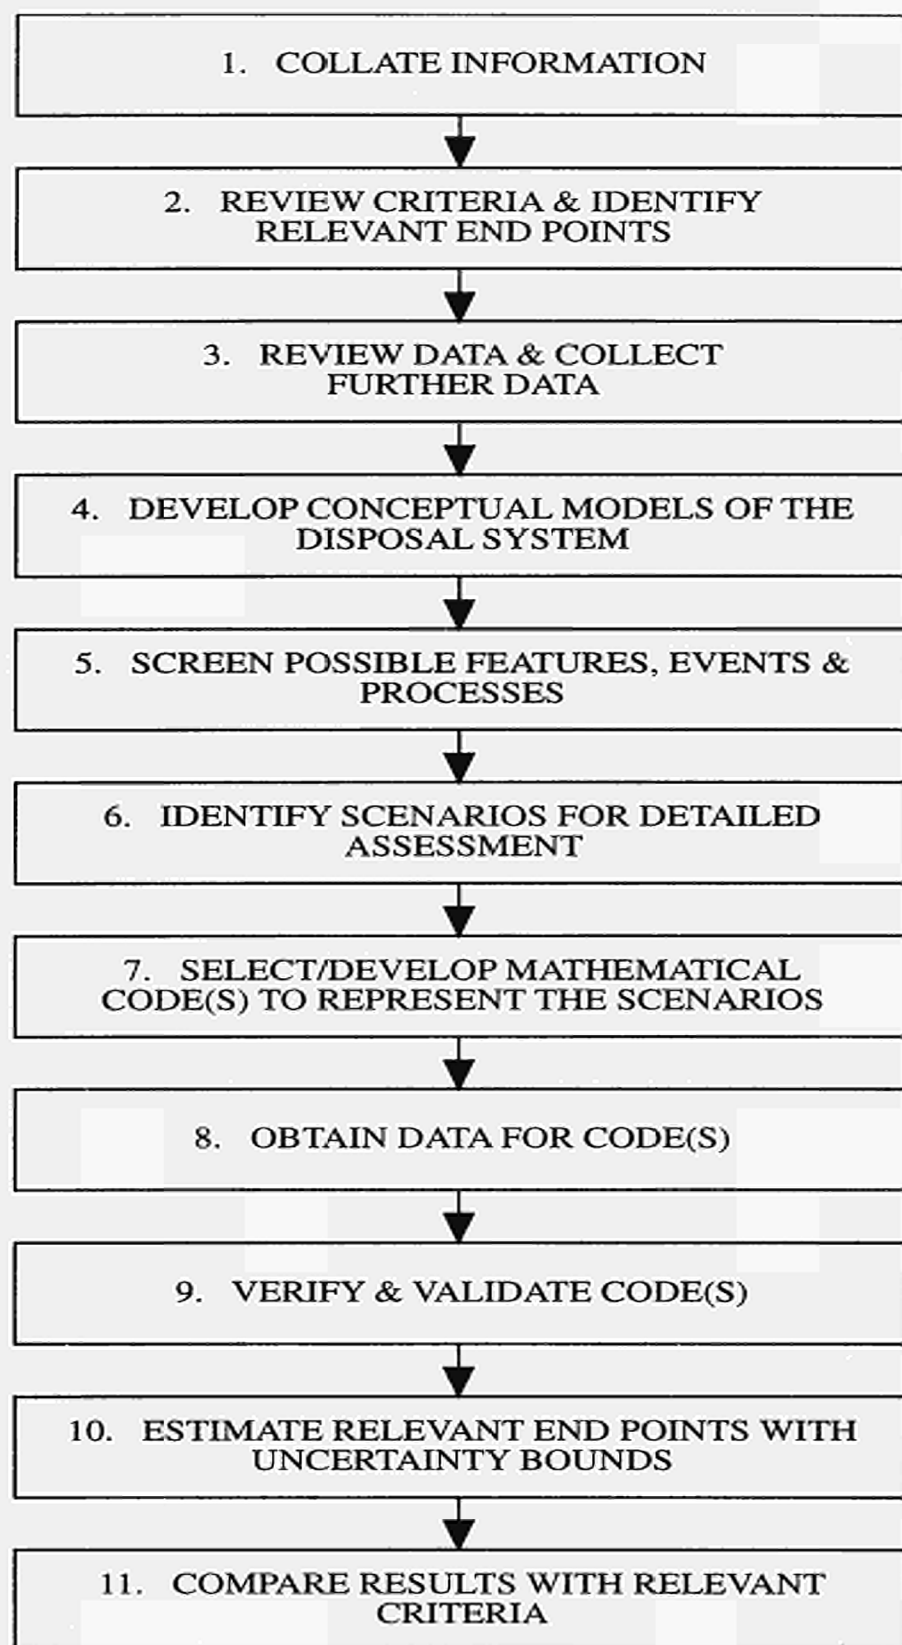 1. COLLATE INFORMATION
2. REVIEW CRITERIA & IDENTIFY
RELEVANT END POINTS
3. REVIEW DATA & COLLECT
FURTHER DATA
4. DEVELOP CONCEPTUAL MODELS OF THE
DISPOSAL SYSTEM
5. SCREEN POSSIBLE FEATURES, EVENTS &
PROCESSES
6. IDENTIFY SCENARIOS FOR DETAILED
ASSESSMENT
7. SELECT/DEVELOP MATHEMATICAL
CODE(S) TO REPRESENT THE SCENARIOS
8. OBTAIN DATA FOR CODE(S)
9. VERIFY & VALIDATE CODE(S)
10. ESTIMATE RELEVANT END POINTS WITH
UNCERTAINTY BOUNDS
11. COMPARE RESULTS WITH RELEVANT
CRITERIA